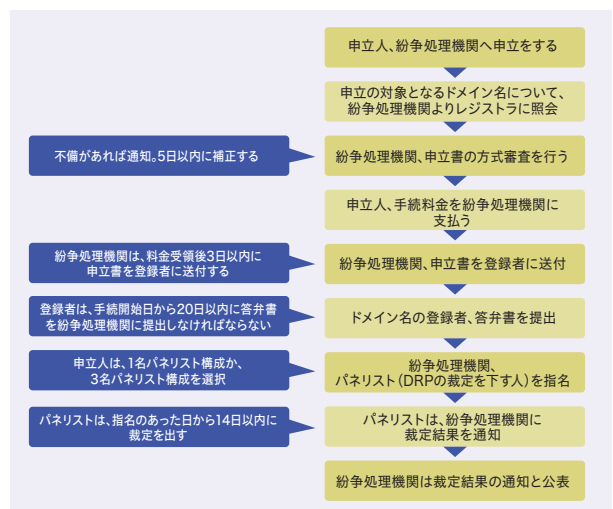 申立人、紛争処理機関へ申立をする
申立の対象となるドメイン名について、
紛争処理機関よりレジストラに照会
不備があれば通知。5日以内に補正する
紛争処理機関、申立書の方式審査を行う
申立人、手続料金を紛争処理機関に
支払う
紛争処理機関は、料金受領後3日以内に
申立書を登録者に送付する
紛争処理機関、申立書を登録者に送付
登録者は、手続開始日から20日以内に答弁書
を紛争処理機関に提出しなければならない
ドメイン名の登録者、答弁書を提出
申立人は、1名パネリスト構成か、
3名パネリスト構成を選択
紛争処理機関、
パネリスト（DRPの裁定を下す人）を指名
パネリストは、指名のあった日から14日以内に
裁定を出す
パネリストは、紛争処理機関に
裁定結果を通知
紛争処理機関は裁定結果の通知と公表